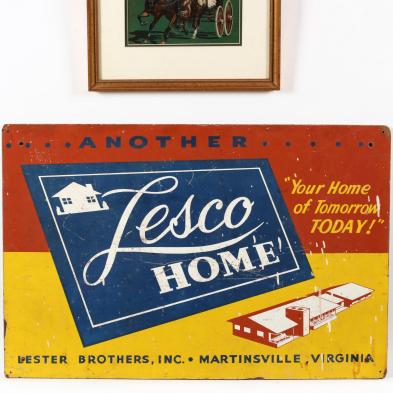 . . . . ANOTHER . . . . . .
Lesco
HOME
"Your Home
of Tomorrow
TODAY!"
LESTER BROTHERS, INC. • MARTINSVILLE, VIRGINIA